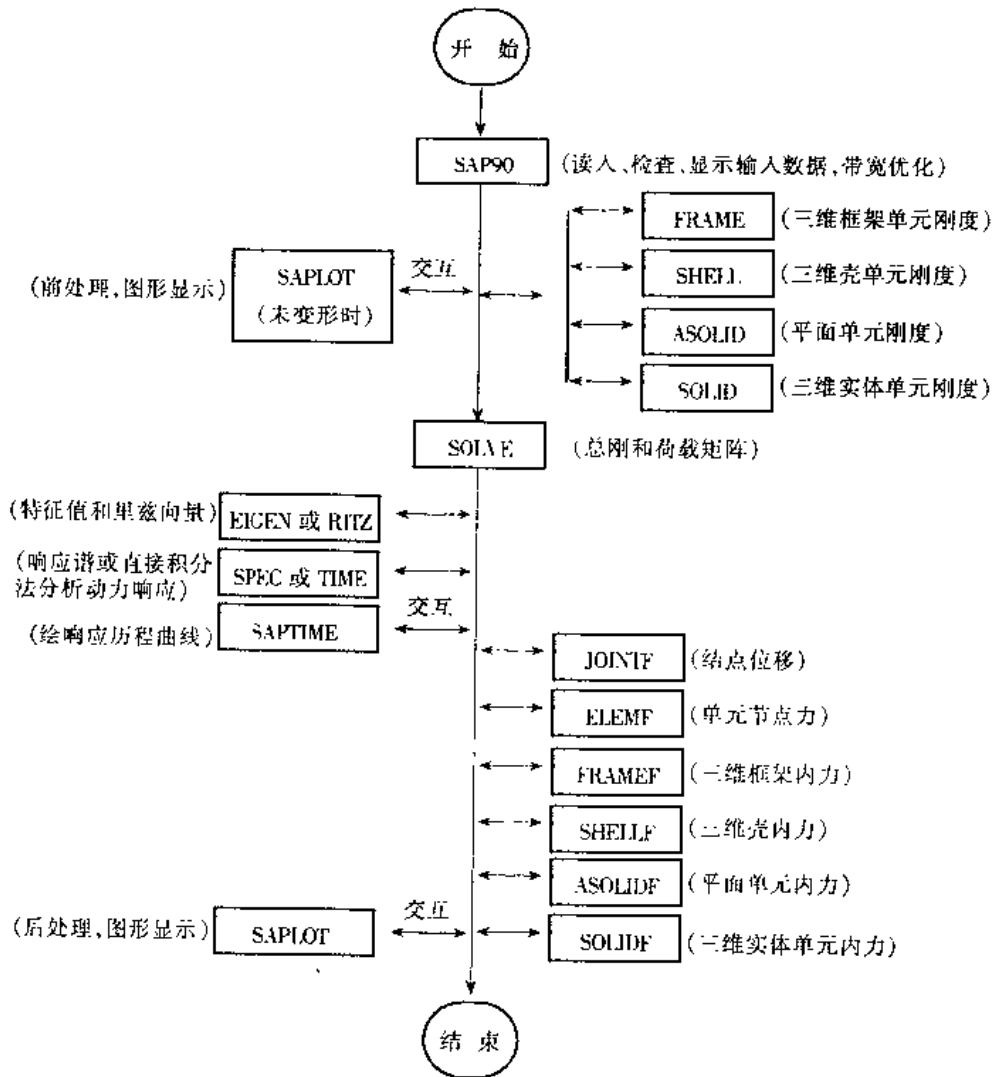 开 始
SAP90 (读入、检查、显示输入数据,带宽优化)
FRAME (三维框架单元刚度)
(前处理,图形显示) SAPLOT 交互
(未变形时)
SHELL (三维壳单元刚度)
ASOLID (平面单元刚度)
SOLID (三维实体单元刚度)
SOLVE (总刚和荷载矩阵)
(特征值和里兹向量) EIGEN 或 RITZ
(响应谱或直接积分
法分析动力响应) SPEC 或 TIME
(绘响应历程曲线) SAPTIME 交互
JOINTF (结点位移)
ELEMF (单元节点力)
FRAMEF (三维框架内力)
SHELLF (三维壳内力)
ASOLIDF (平面单元内力)
(后处理,图形显示) SAPLOT 交互 SOLIDF (三维实体单元内力)
结 束